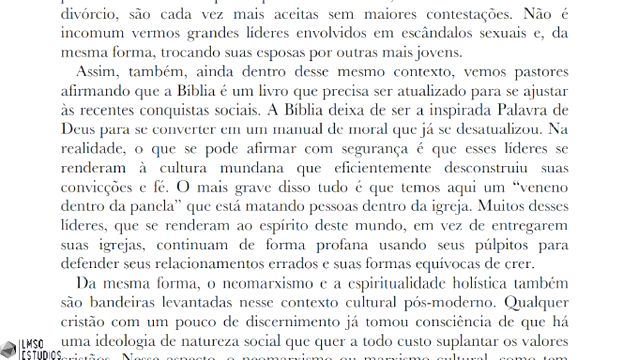 divórcio, são cada vez mais aceitas sem maiores contestações. Não é
incomum vermos grandes líderes envolvidos em escândalos sexuais e, da
mesma forma, trocando suas esposas por outras mais jovens.
Assim, também, ainda dentro desse mesmo contexto, vemos pastores
afirmando que a Bíblia é um livro que precisa ser atualizado para se ajustar
às recentes conquistas sociais. A Bíblia deixa de ser a inspirada Palavra de
Deus para se converter em um manual de moral que já se desatualizou. Na
realidade, o que se pode afirmar com segurança é que esses líderes se
renderam à cultura mundana que eficientemente desconstruiu suas
convicções e fé. O mais grave disso tudo é que temos aqui um “veneno
dentro da panela” que está matando pessoas dentro da igreja. Muitos desses
líderes, que se renderam ao espírito deste mundo, em vez de entregarem
suas igrejas, continuam de forma profana usando seus púlpitos para
defender seus relacionamentos errados e suas formas equívocas de crer.
Da mesma forma, o neomarxismo e a espiritualidade holística também
são bandeiras levantadas nesse contexto cultural pós-moderno. Qualquer
cristão com um pouco de discernimento já tomou consciência de que há
uma ideologia de natureza social que quer a todo custo suplantar os valores
cristãos. Nesse aspecto, o neomarxismo ou marxismo cultural, como tem
LMSO
ESTUDIOS